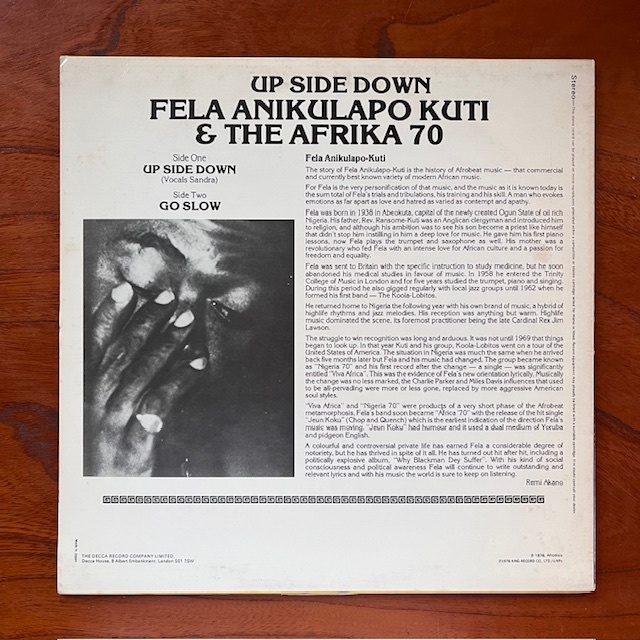 UP SIDE DOWN
FELA ANIKULAPO KUTI
& THE AFRIKA 70
Side One
UP SIDE DOWN
(Vocals Sandra)
Side Two
GO SLOW
Fela Anikulapo-Kuti
The story of Fela Anikulapo-Kuti is the history of Afrobeat music — that commercial
and currently best known variety of modern African music.
For Fela is the very personification of that music, and the music as it is known today is
the sum total of Fela's trials and tribulations, his training and his skill. A man who evokes
emotions as far apart as love and hatred as varied as contempt and apathy.
Fela was born in 1938 in Abeokuta, capital of the newly created Ogun State of oil rich
Nigeria. His father, Rev. Ransome-Kuti was an Anglican clergyman and introduced him
to religion, and although his ambition was to see his son become a priest like himself
that didn't stop him instilling in him a deep love for music. He gave him his first piano
lessons, now Fela plays the trumpet and saxophone as well. His mother was a
revolutionary who fed Fela with an intense love for African culture and a passion for
freedom and equality.
Fela was sent to Britain with the specific instruction to study medicine, but he soon
abandoned his medical studies in favour of music. In 1958 he entered the Trinity
College of Music in London and for five years studied the trumpet, piano and singing.
During this period he also gigged regularly with local jazz groups until 1962 when he
formed his first band — The Koola-Lobitos.
He returned home to Nigeria the following year with his own brand of music, a hybrid of
highlife rhythms and jazz melodies. His reception was anything but warm. Highlife
music dominated the scene, its foremost practitioner being the late Cardinal Rex Jim
Lawson.
The struggle to win recognition was long and arduous. It was not until 1969 that things
began to look up. In that year Kuti and his group, Koola-Lobitos went on a tour of the
United States of America. The situation in Nigeria was much the same when he arrived
back five months later but Fela and his music had changed. The group became known
as "Nigeria 70" and his first record after the change — a single — was significantly
entitled "Viva Africa". This was the evidence of Fela's new orientation lyrically. Musically
the change was no less marked, the Charlie Parker and Miles Davis influences that used
to be all-pervading were more or less gone, replaced by more aggressive American
soul styles.
"Viva Africa" and "Nigeria 70" were products of a very short phase of the Afrobeat
metamorphosis. Fela's band soon became "Africa '70" with the release of the hit single
"Jeun Koku" (Chop and Quench) which is the earliest indication of the direction Fela's
music was moving. "Jeun Koku" had humour and it used a dual medium of Yoruba
and pidgeon English.
A colourful and controversial private life has earned Fela a considerable degree of
notoriety, but he has thrived in spite of it all. He has turned out hit after hit, including a
politically explosive album, "Why Blackman Dey Suffer". With his kind of social
consciousness and political awareness Fela will continue to write outstanding and
relevant lyrics and with his music the world is sure to keep on listening.
Remi Akano
THE DECCA RECORD COMPANY LIMITED,
Decca House, 9 Albert Embankment, London SE1 7SW
℗ 1976, Afrodisia
Made in Japan
Stereo